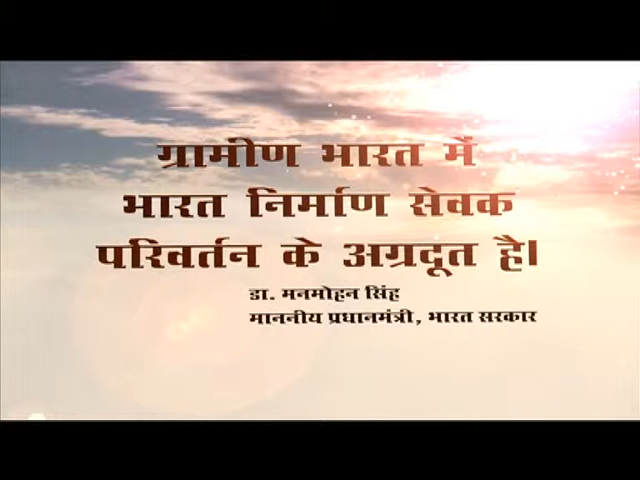 ग्रामीण भारत में
भारत निर्माण सेवक
परिवर्तन के अग्रदूत है।
डा. मनमोहन सिंह
माननीय प्रधानमंत्री, भारत सरकार